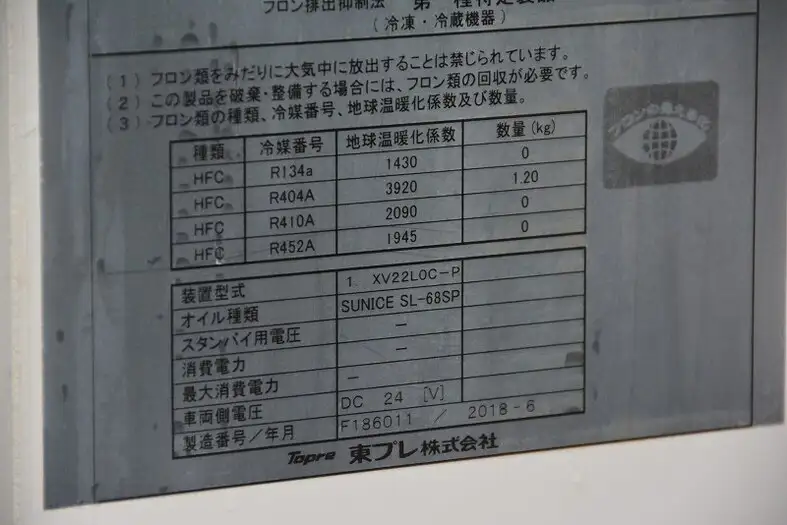 フロン排出抑制法 第一種特定製品
(冷凍・冷蔵機器)
(1) フロン類をみだりに大気中に放出することは禁じられています。
(2) この製品を破棄・整備する場合には、フロン類の回収が必要です。
(3) フロン類の種類、冷媒番号、地球温暖化係数及び数量。
種類 冷媒番号 地球温暖化係数 数量(kg)
HFC R134a 1430 0
HFC R404A 3920 1.20
HFC R410A 2090 0
HFC R452A 1945 0
装置型式 1. XV22LOC-P
オイル種類 SUNICE SL-68SP
スタンバイ用電圧 —
消費電力 —
最大消費電力 —
車両側電圧 DC 24 [V]
製造番号/年月 F186011 / 2018-6
Topre 東プレ株式会社